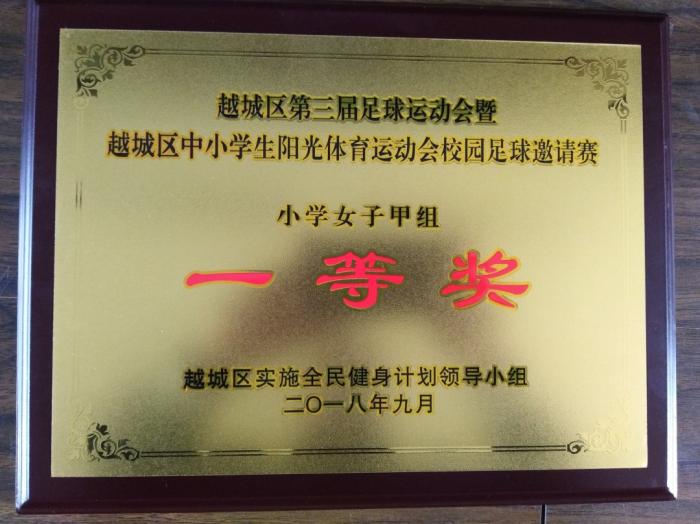 越城区第三届足球运动会暨
越城区中小学生阳光体育运动会校园足球邀请赛
小学女子甲组
一等奖
越城区实施全民健身计划领导小组
二〇一八年九月